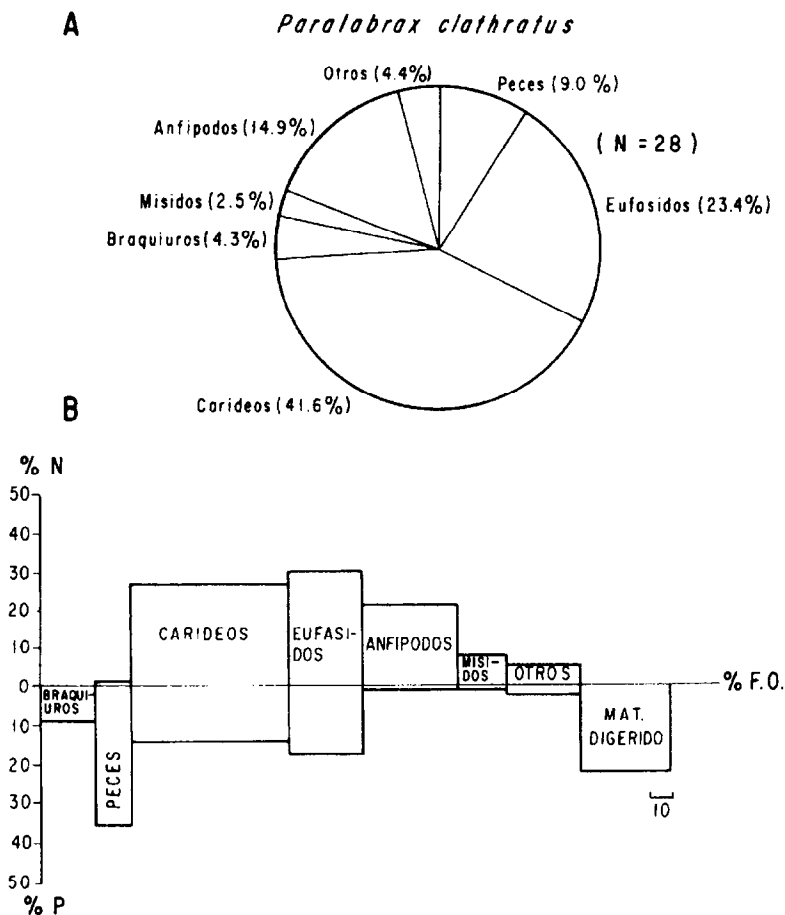 A
Paralabrax clathratus
Otros (4.4%)
Peces (9.0%)
Anfipodos (14.9%)
( N = 28 )
Misidos (2.5%)
Eufasidos (23.4%)
Braquiuros (4.3%)
Carideos (41.6%)
B
% N
50
40
30
20
10
0
10
20
30
40
50
% P
BRAQUI-
UROS
PECES
CARIDEOS
EUFASI-
DOS
ANFIPODOS
MISI-
DOS
OTROS
MAT.
DIGERIDO
% F.O.
10